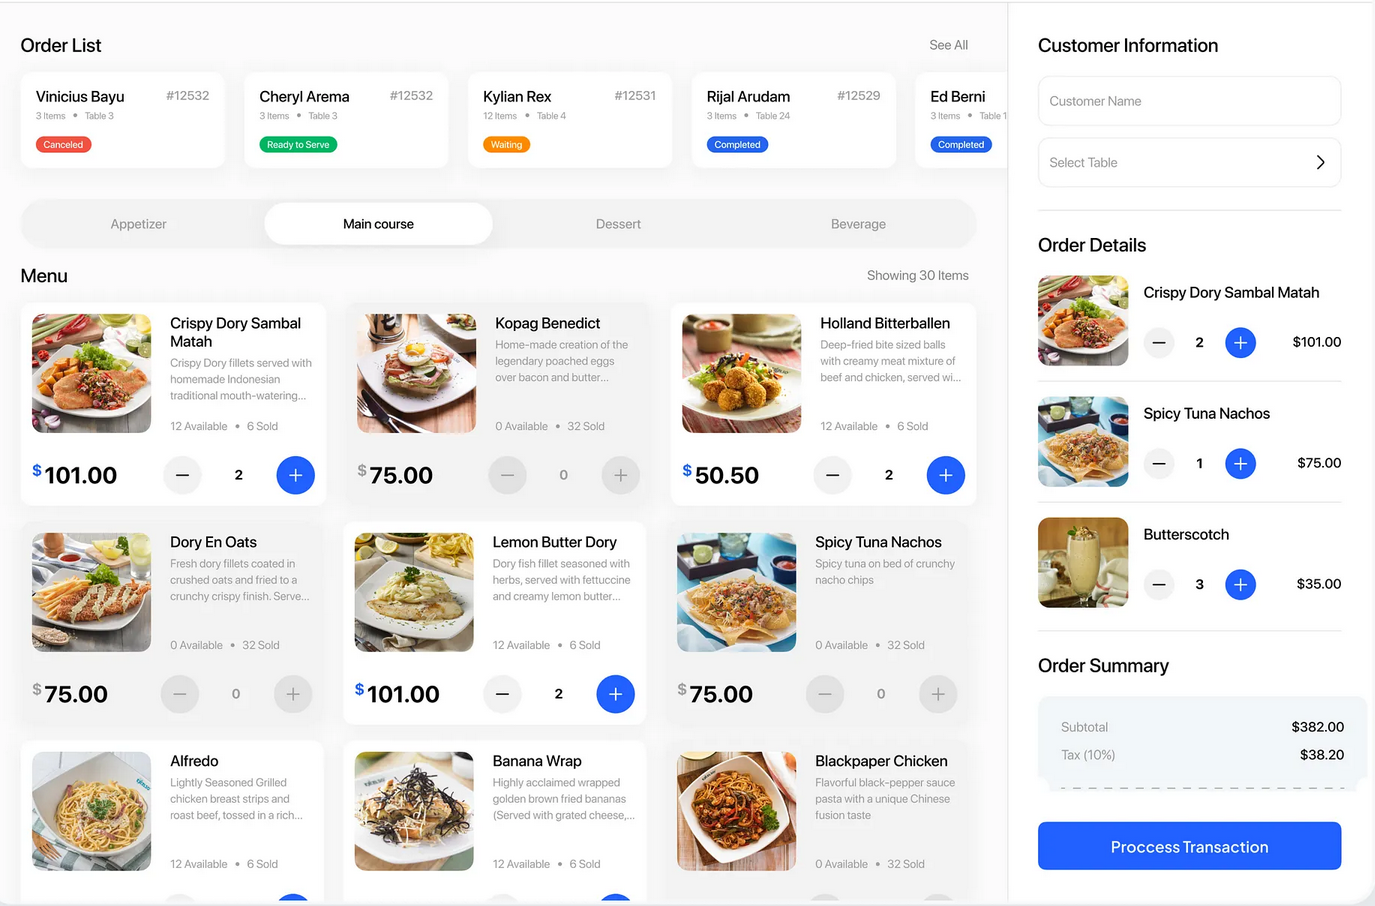 Order List
See All
Vinicius Bayu #12532
3 Items • Table 3
Canceled
Cheryl Arema #12532
3 Items • Table 3
Ready to Serve
Kylian Rex #12531
12 Items • Table 4
Waiting
Rijal Arudam #12529
3 Items • Table 24
Completed
Ed Berni
3 Items • Table 1
Completed
Appetizer
Main course
Dessert
Beverage
Menu
Showing 30 Items
Crispy Dory Sambal
Matah
Crispy Dory fillets served with
homemade Indonesian
traditional mouth-watering...
12 Available • 6 Sold
$101.00
2
Kopag Benedict
Home-made creation of the
legendary poached eggs
over bacon and butter...
0 Available • 32 Sold
$75.00
0
Holland Bitterballen
Deep-fried bite sized balls
with creamy meat mixture of
beef and chicken, served wi...
12 Available • 6 Sold
$50.50
2
Dory En Oats
Fresh dory fillets coated in
crushed oats and fried to a
crunchy crispy finish. Serve...
0 Available • 32 Sold
$75.00
0
Lemon Butter Dory
Dory fish fillet seasoned with
herbs, served with fettuccine
and creamy lemon butter...
12 Available • 6 Sold
$101.00
2
Spicy Tuna Nachos
Spicy tuna on bed of crunchy
nacho chips
0 Available • 32 Sold
$75.00
0
Alfredo
Lightly Seasoned Grilled
chicken breast strips and
roast beef, tossed in a rich...
12 Available • 6 Sold
Banana Wrap
Highly acclaimed wrapped
golden brown fried bananas
(Served with grated cheese,...
12 Available • 6 Sold
Blackpaper Chicken
Flavorful black-pepper sauce
pasta with a unique Chinese
fusion taste
0 Available • 32 Sold
Customer Information
Customer Name
Select Table
Order Details
Crispy Dory Sambal Matah
2
$101.00
Spicy Tuna Nachos
1
$75.00
Butterscotch
3
$35.00
Order Summary
Subtotal $382.00
Tax (10%) $38.20
Proccess Transaction